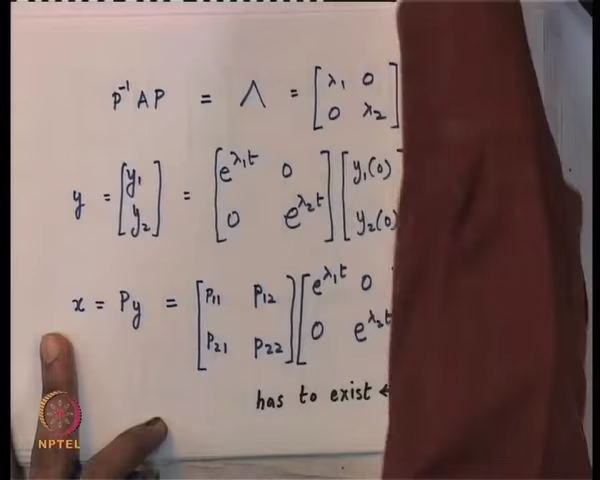 P⁻¹AP = Λ = [λ₁ 0; 0 λ₂]
y = [y₁; y₂] = [e^{λ₁t} 0; 0 e^{λ₂t}] [y₁(0) y₂(0)
x = Py = [P₁₁ P₁₂; P₂₁ P₂₂] [e^{λ₁t} 0; 0 e^{λ₂t}
has to exist ←
NPTEL